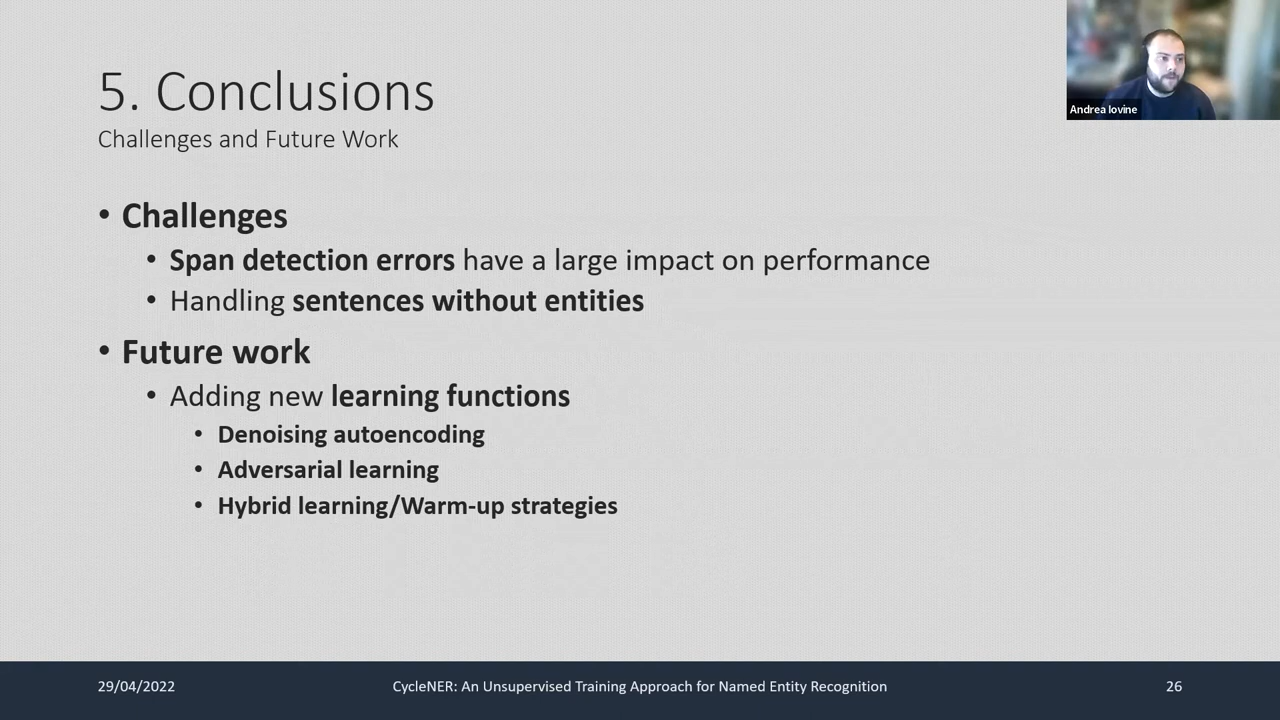 5. Conclusions
Challenges and Future Work
Andrea Iovine
• Challenges
• Span detection errors have a large impact on performance
• Handling sentences without entities
• Future work
• Adding new learning functions
• Denoising autoencoding
• Adversarial learning
• Hybrid learning/Warm-up strategies
29/04/2022
CycleNER: An Unsupervised Training Approach for Named Entity Recognition
26